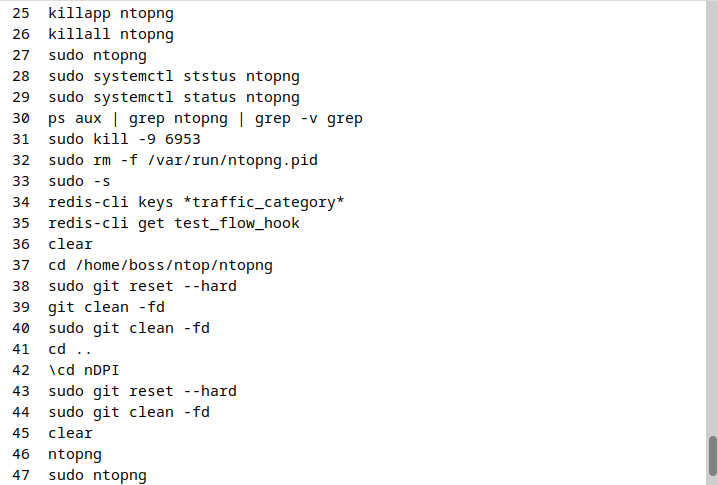 25 killapp ntopng
26 killall ntopng
27 sudo ntopng
28 sudo systemctl ststus ntopng
29 sudo systemctl status ntopng
30 ps aux | grep ntopng | grep -v grep
31 sudo kill -9 6953
32 sudo rm -f /var/run/ntopng.pid
33 sudo -s
34 redis-cli keys *traffic_category*
35 redis-cli get test_flow_hook
36 clear
37 cd /home/boss/ntop/ntopng
38 sudo git reset --hard
39 git clean -fd
40 sudo git clean -fd
41 cd ..
42 \cd nDPI
43 sudo git reset --hard
44 sudo git clean -fd
45 clear
46 ntopng
47 sudo ntopng